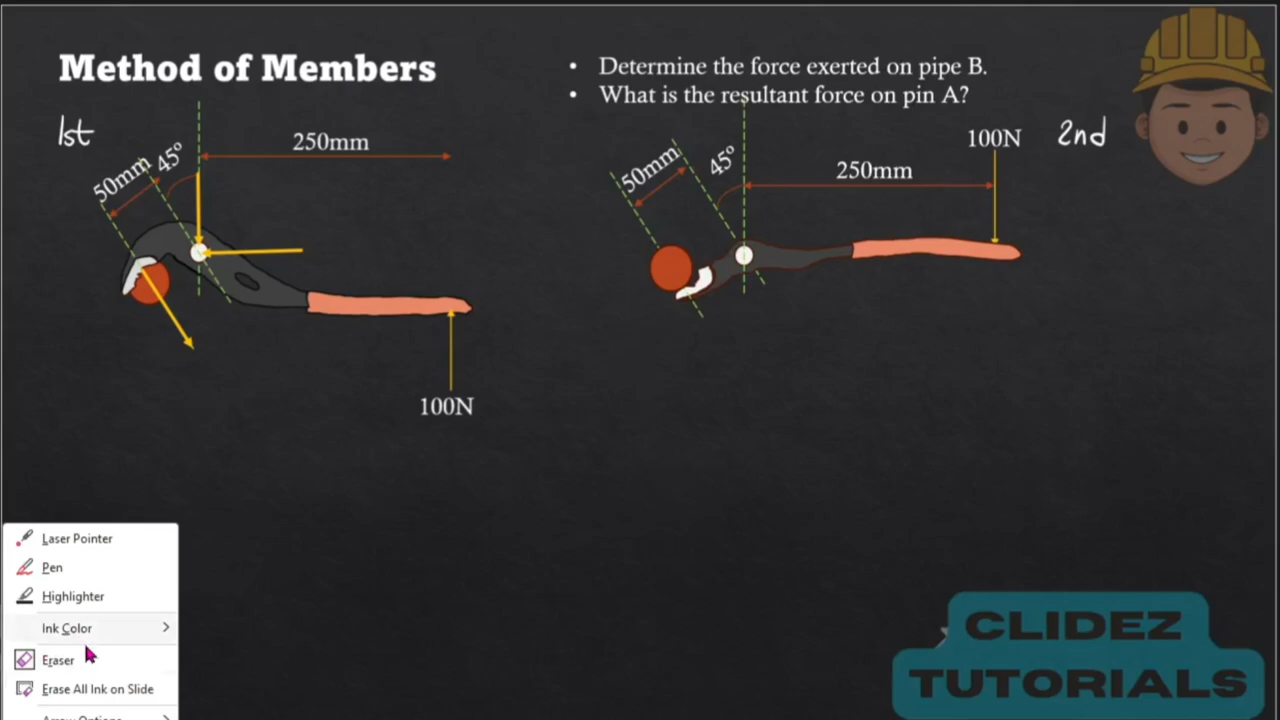 Method of Members
• Determine the force exerted on pipe B.
• What is the resultant force on pin A?
1st
50mm
45°
250mm
100N
50mm
45°
250mm
100N
2nd
Laser Pointer
Pen
Highlighter
Ink Color
Eraser
Erase All Ink on Slide
Arrow Options
CLIDEZ
TUTORIALS